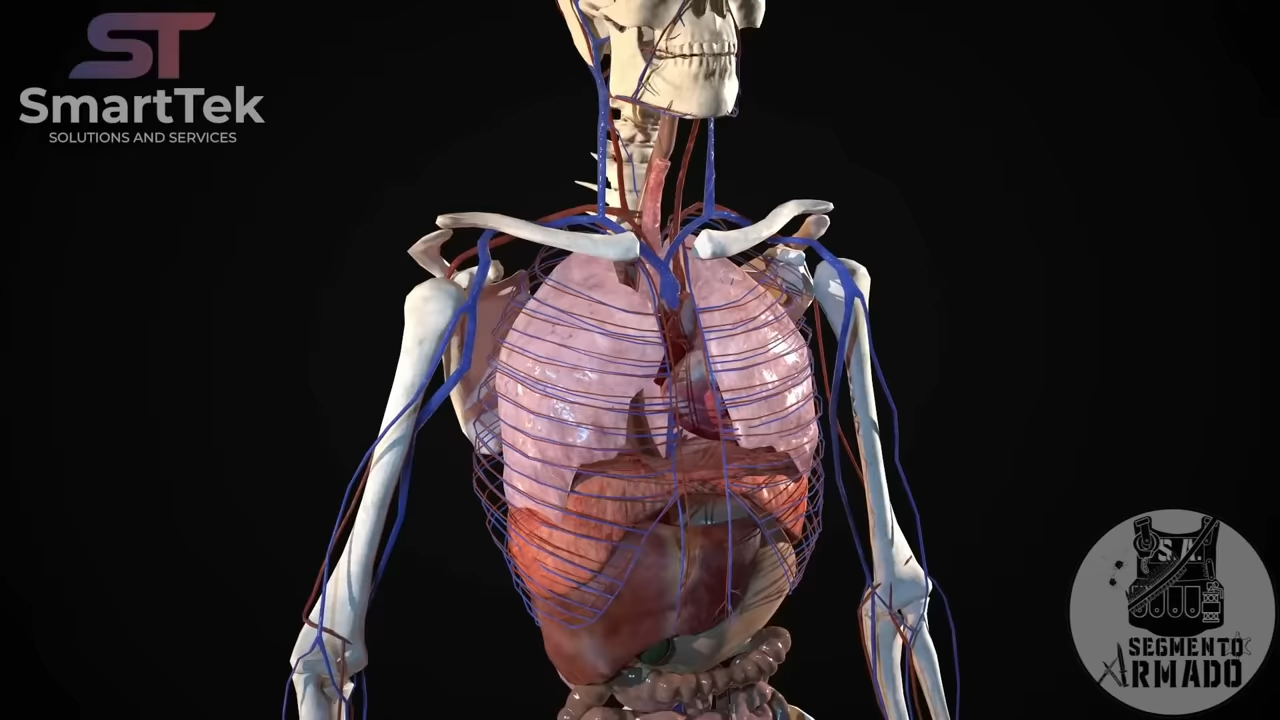 ST
SmartTek
SOLUTIONS AND SERVICES
S.A.
SEGMENTO
ARMADO